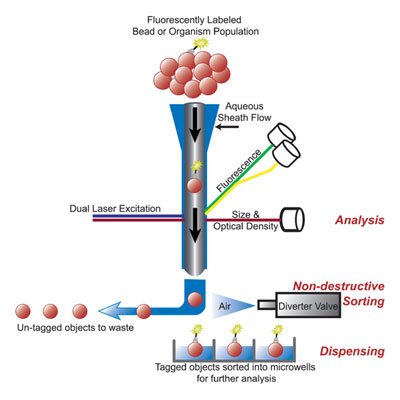 Fluorescently Labeled
Bead or Organism Population
Aqueous
Sheath Flow
Fluorescence
Dual Laser Excitation
Size &
Optical Density
Analysis
Non-destructive
Sorting
Air
Diverter Valve
Un-tagged objects to waste
Dispensing
Tagged objects sorted into microwells
for further analysis